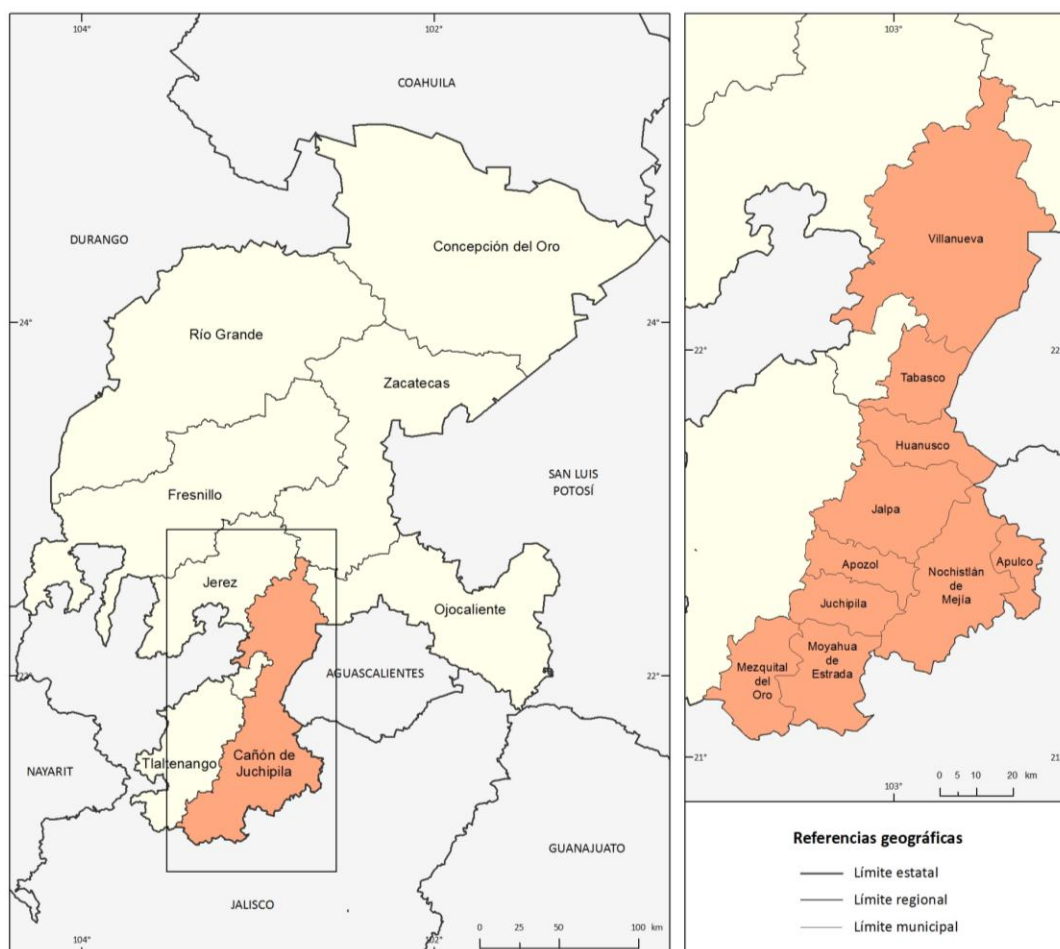 104°
102°
COAHUILA
DURANGO
Concepción del Oro
24°
Río Grande
24°
Zacatecas
SAN LUIS
POTOSÍ
Fresnillo
Jerez
Ojocaliente
22°
AGUASCALIENTES
22°
Tlaltenango
Cañón de
Juchipila
NAYARIT
GUANAJUATO
JALISCO
104°
102°
0 25 50 100 km
103°
Villanueva
22°
22
Tabasco
Huanusco
Jalpa
Apozol
Nochistlán
de
Mejía
Apulco
Juchipila
Moyahua
de
Estrada
Mezquital
del
Oro
21°
21
0 5 10 20 km
103°
Referencias geográficas
Límite estatal
Límite regional
Límite municipal